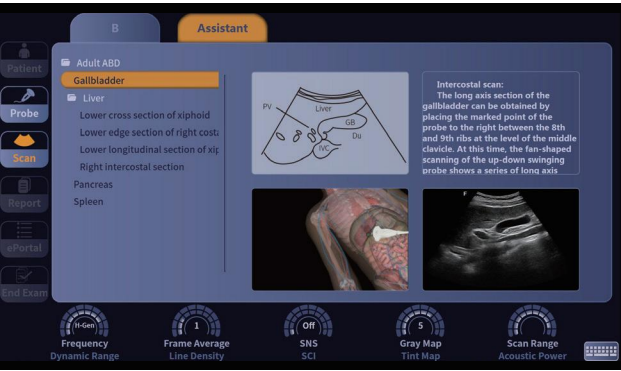 B
Assistant
Patient
Probe
Scan
Report
ePortal
End Exam
Adult ABD
Gallbladder
Liver
Lower cross section of xiphoid
Lower edge section of right costa
Lower longitudinal section of xip
Right intercostal section
Pancreas
Spleen
PV
Liver
GB
Du
IVC
Intercostal scan:
The long axis section of the
gallbladder can be obtained by
placing the marked point of the
probe to the right between the 8th
and 9th ribs at the level of the middle
clavicle. At this time, the fan-shaped
scanning of the up-down swinging
probe shows a series of long axis
F
H-Gen
Frequency
Dynamic Range
1
Frame Average
Line Density
Off
SNS
SCI
5
Gray Map
Tint Map
Scan Range
Acoustic Power